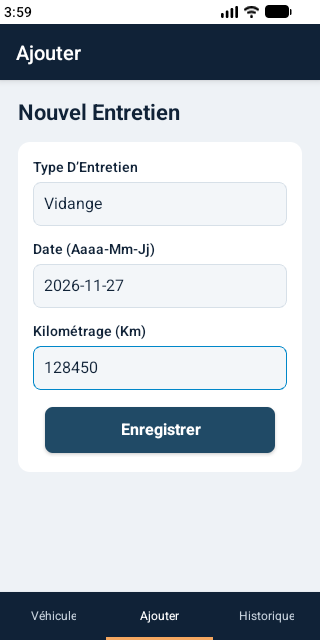 3:59
Ajouter
Nouvel Entretien
Type D'Entretien
Vidange
Date (Aaaa-Mm-Jj)
2026-11-27
Kilométrage (Km)
128450
Enregistrer
Véhicule
Ajouter
Historique